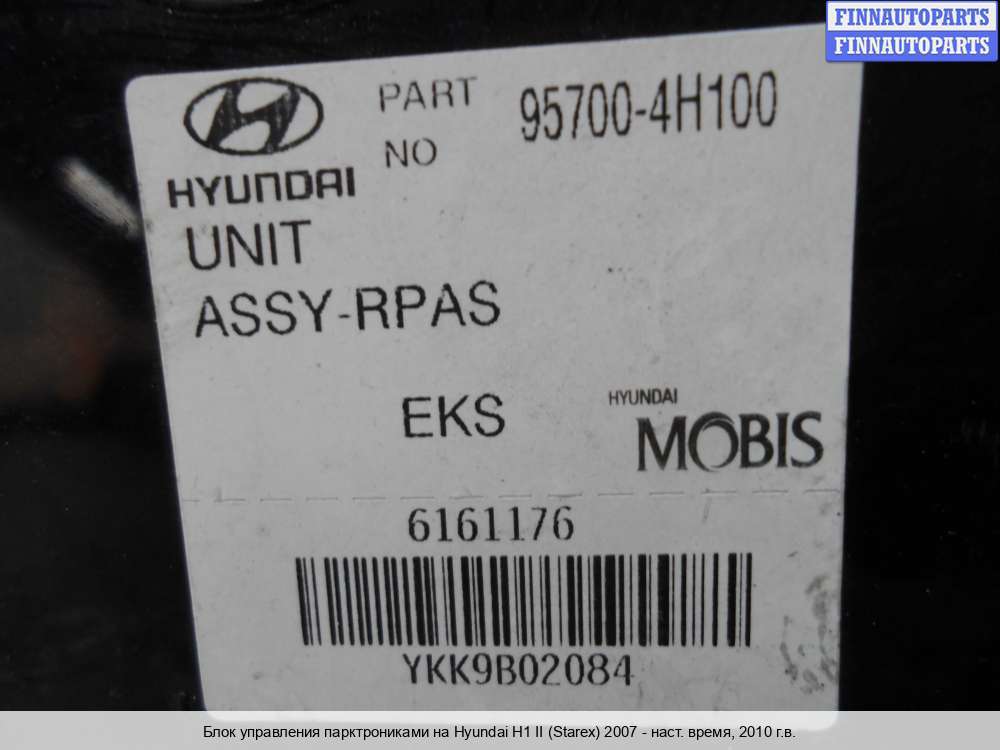 FINNAUTOPARTS
FINNAUTOPARTS
PART NO 95700-4H100
HYUNDAI
UNIT
ASSY-RPAS
EKS
HYUNDAI
MOBIS
6161176
YKK9B02084
Блок управления парктрониками на Hyundai H1 II (Starex) 2007 - наст. время, 2010 г.в.